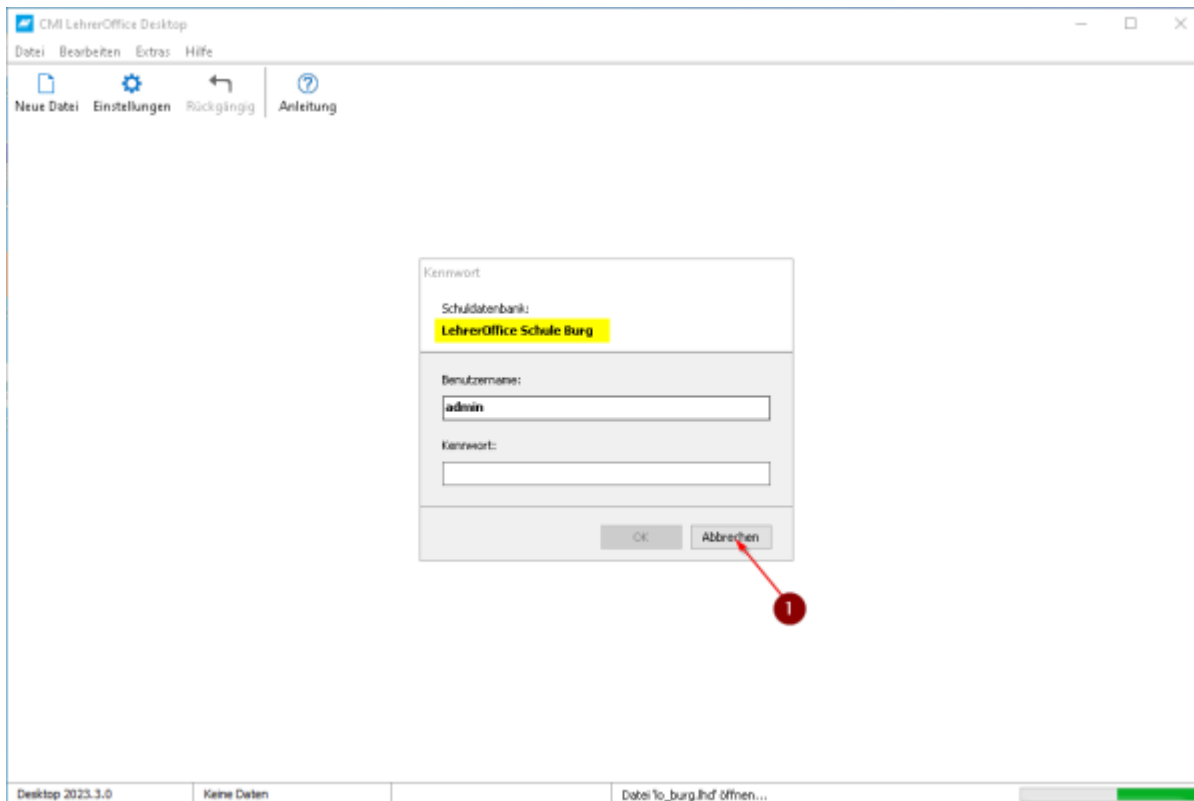 CMI LehrerOffice Desktop
Datei Bearbeiten Extras Hilfe
Neue Datei Einstellungen Rückgängig Anleitung
Kennwort
Schuldatenbank:
LehrerOffice Schule Burg
Benutzername:
admin
Kennwort:
OK Abbrechen
1
Desktop 2023.3.0 Keine Daten Datei 'lo_burg.lhd' öffnen...